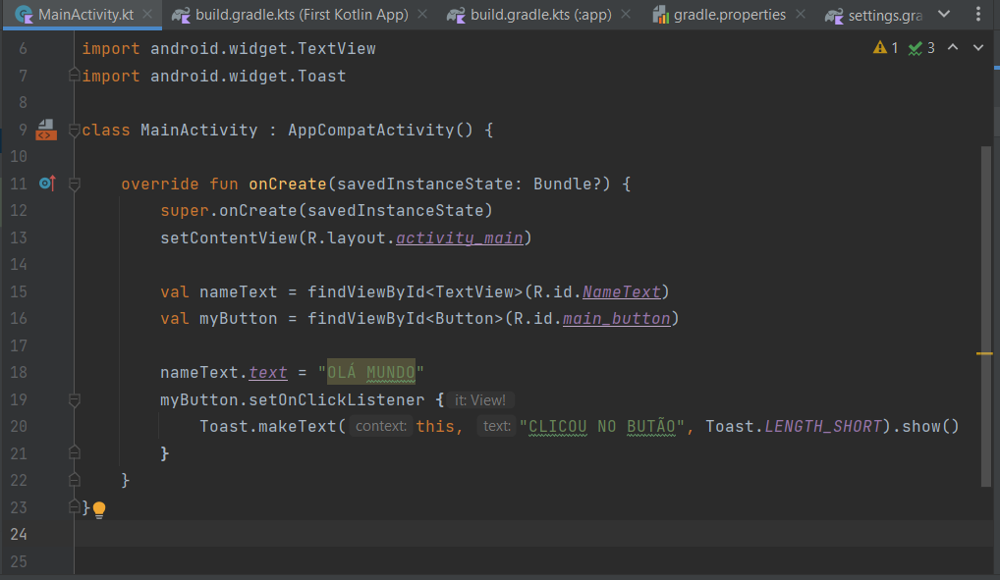 MainActivity.kt build.gradle.kts (First Kotlin App) build.gradle.kts (:app) gradle.properties settings.gra
6 import android.widget.TextView 1 3
7 import android.widget.Toast
8
9 class MainActivity : AppCompatActivity() {
10
11 override fun onCreate(savedInstanceState: Bundle?) {
12 super.onCreate(savedInstanceState)
13 setContentView(R.layout.activity_main)
14
15 val nameText = findViewById<TextView>(R.id.NameText)
16 val myButton = findViewById<Button>(R.id.main_button)
17
18 nameText.text = "OLÁ MUNDO"
19 myButton.setOnClickListener { it: View!
20 Toast.makeText( context: this, text: "CLICOU NO BUTÃO", Toast.LENGTH_SHORT).show()
21 }
22 }
23 }
24
25